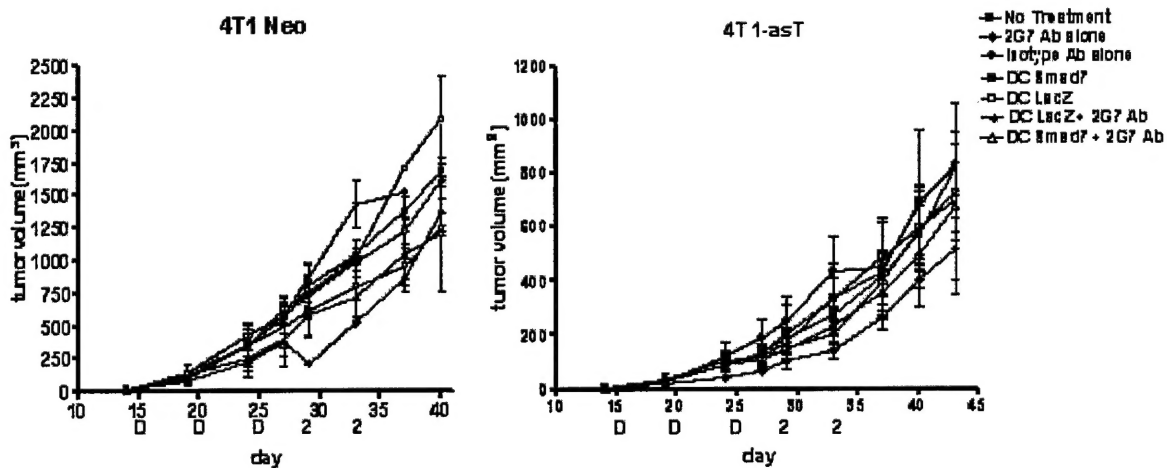 4T1 Neo
tumor volume (mm³)
2500
2250
2000
1750
1500
1250
1000
750
500
250
0
10 15 20 25 30 35 40
D D D 2 2
day
4T1-asT
tumor volume (mm³)
1200
1000
800
600
400
200
0
10 15 20 25 30 35 40 45
D D D 2 2
day
No Treatment
2G7 Ab alone
Isotype Ab alone
DC Smad7
DC LacZ
DC LacZ + 2G7 Ab
DC Smad7 + 2G7 Ab